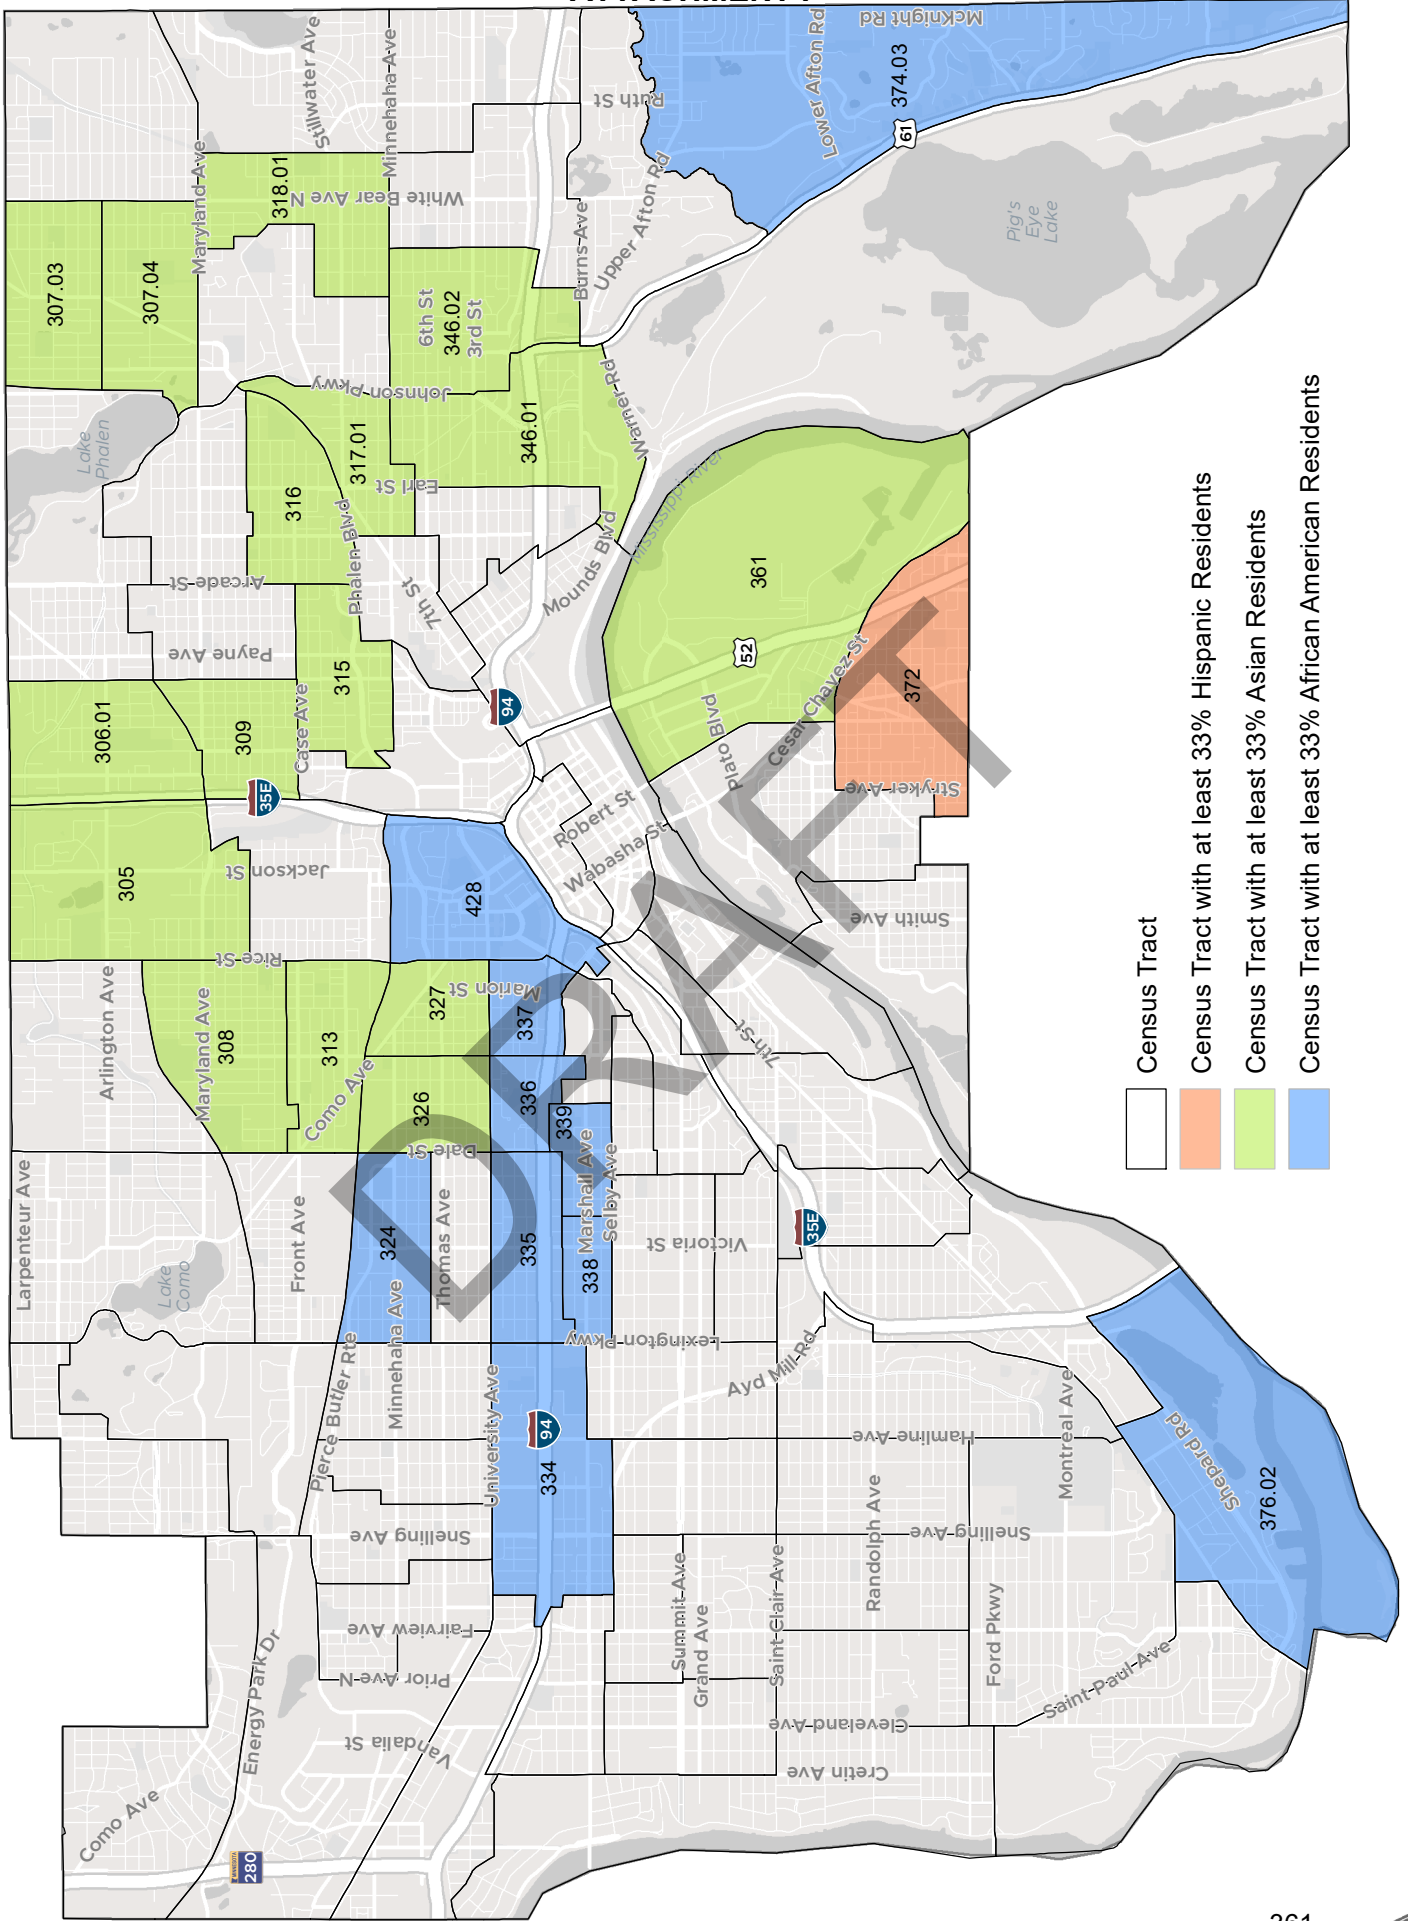 Larpenteur Ave
Arlington Ave
Maryland Ave
Maryland Ave
Stillwater Ave
Minnehaha Ave
McKnight Rd
Lower Afton Rd
Ruth St
White Bear Ave N
Burns Ave
Upper Afton Rd
374.03
61
Pig's
Eye
Lake
318.01
307.03
307.04
6th St
346.02
3rd St
Johnson Pkwy
Lake
Phalen
317.01
346.01
Warner Rd
Earl St
316
Phalen Blvd
Arcade St
7th St
Mounds Blvd
Mississippi River
361
Payne Ave
315
306.01
309
Case Ave
94
52
Plato Blvd
Cesar Chavez St
372
Stryker Ave
35E
305
Jackson St
428
Robert St
Wabasha St
Smith Ave
Rice St
308
313
327
Marion St
337
Como Ave
326
336
339
7th St
Dale St
Marshall Ave
Selby Ave
Lake
Como
Front Ave
324
Thomas Ave
335
338
Victoria St
35E
Minnehaha Ave
Lexington Pkwy
Ayd Mill Rd
Pierce Butler Rte
University Ave
94
334
Hamline Ave
Montreal Ave
Shepard Rd
376.02
Snelling Ave
Snelling Ave
Randolph Ave
Fairview Ave
Summit Ave
Grand Ave
Saint Clair Ave
Ford Pkwy
Saint Paul Ave
Prior Ave N
Energy Park Dr
Vandalia St
Cleveland Ave
Cretin Ave
Como Ave
MINNESOTA
280
DRAFT
Census Tract
Census Tract with at least 33% Hispanic Residents
Census Tract with at least 33% Asian Residents
Census Tract with at least 33% African American Residents